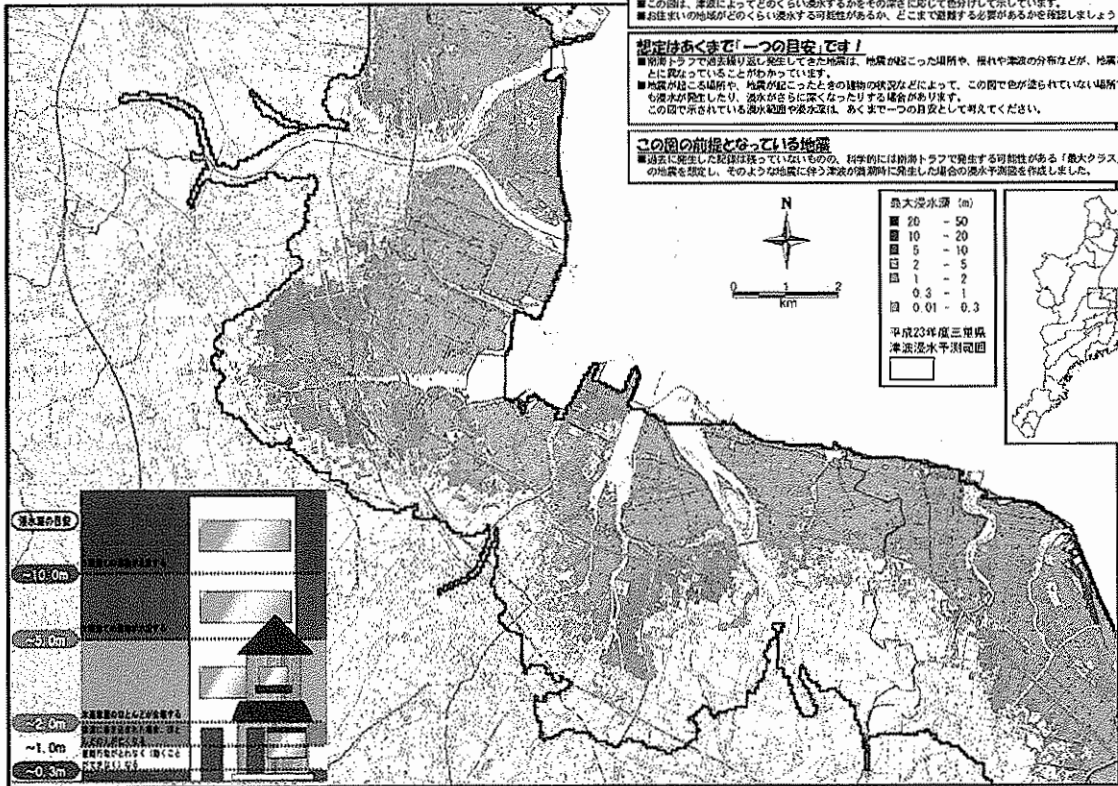 ■この図は、津波によってどのくらい浸水するかをその深さに応じて色分けして示しています。
■お住まいの地域がどのくらい浸水する可能性があるか、どこまで避難する必要があるかを確認しましょう
想定はあくまで「一つの目安」です!
■南海トラフで過去繰り返し発生してきた地震は、地震が起こった場所や、揺れや津波の分布などが、地震
とに異なっていることがわかっています。
■地震が起こる場所や、地震が起こったときの建物の状況などによって、この図で色が塗られていない場所
も浸水が発生したり、浸水がさらに深くなったりする場合があります。
この図で示されている浸水範囲や浸水深は、あくまで一つの目安として考えてください。
この図の前提となっている地震
■過去に発生した記録は残っていないものの、科学的には南海トラフで発生する可能性がある「最大クラス
の地震を想定し、そのような地震に伴う津波が満潮時に発生した場合の浸水予測図を作成しました。
N
0 1 2
km
最大浸水深 (m)
20 - 50
10 - 20
5 - 10
2 - 5
1 - 2
0.3 - 1
0.01 - 0.3
平成23年度三重県
津波浸水予測範囲
浸水深の目安
~10.0m
~5.0m
~2.0m
~1.0m
~0.3m